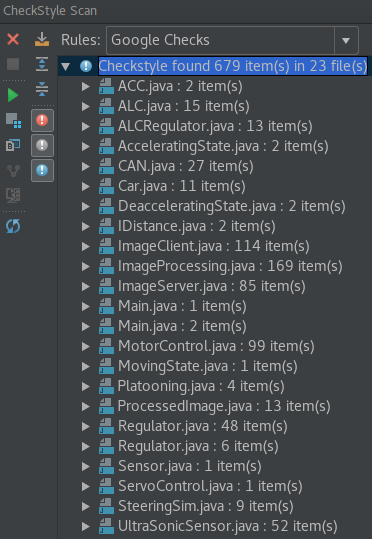 CheckStyle Scan
Rules: Google Checks
Checkstyle found 679 item(s) in 23 file(s)
ACC.java : 2 item(s)
ALC.java : 15 item(s)
ALCRegulator.java : 13 item(s)
AcceleratingState.java : 2 item(s)
CAN.java : 27 item(s)
Car.java : 11 item(s)
DeacceleratingState.java : 2 item(s)
IDistance.java : 2 item(s)
ImageClient.java : 114 item(s)
ImageProcessing.java : 169 item(s)
ImageServer.java : 85 item(s)
Main.java : 1 item(s)
Main.java : 2 item(s)
MotorControl.java : 99 item(s)
MovingState.java : 1 item(s)
Platooning.java : 4 item(s)
ProcessedImage.java : 13 item(s)
Regulator.java : 48 item(s)
Regulator.java : 6 item(s)
Sensor.java : 1 item(s)
ServoControl.java : 1 item(s)
SteeringSim.java : 9 item(s)
UltraSonicSensor.java : 52 item(s)